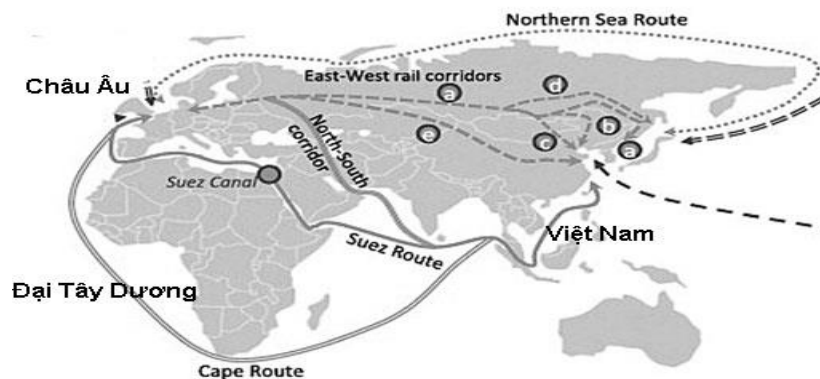 Northern Sea Route
Châu Âu
East-West rail corridors
a
d
e
c
b
a
North-South
corridor
Suez Canal
Việt Nam
Suez Route
Đại Tây Dương
Cape Route